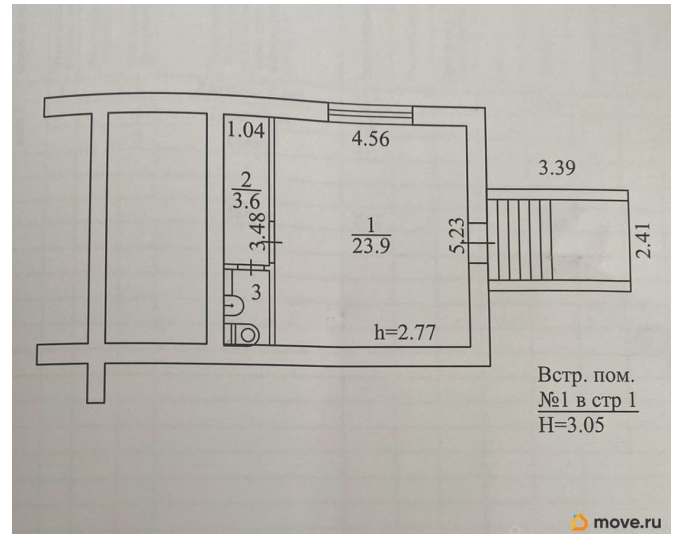 1.04
4.56
3.39
2
3.6
3.48
1
23.9
5.23
2.41
3
h=2.77
Встр. пом.
№1 в стр 1
H=3.05
move.ru